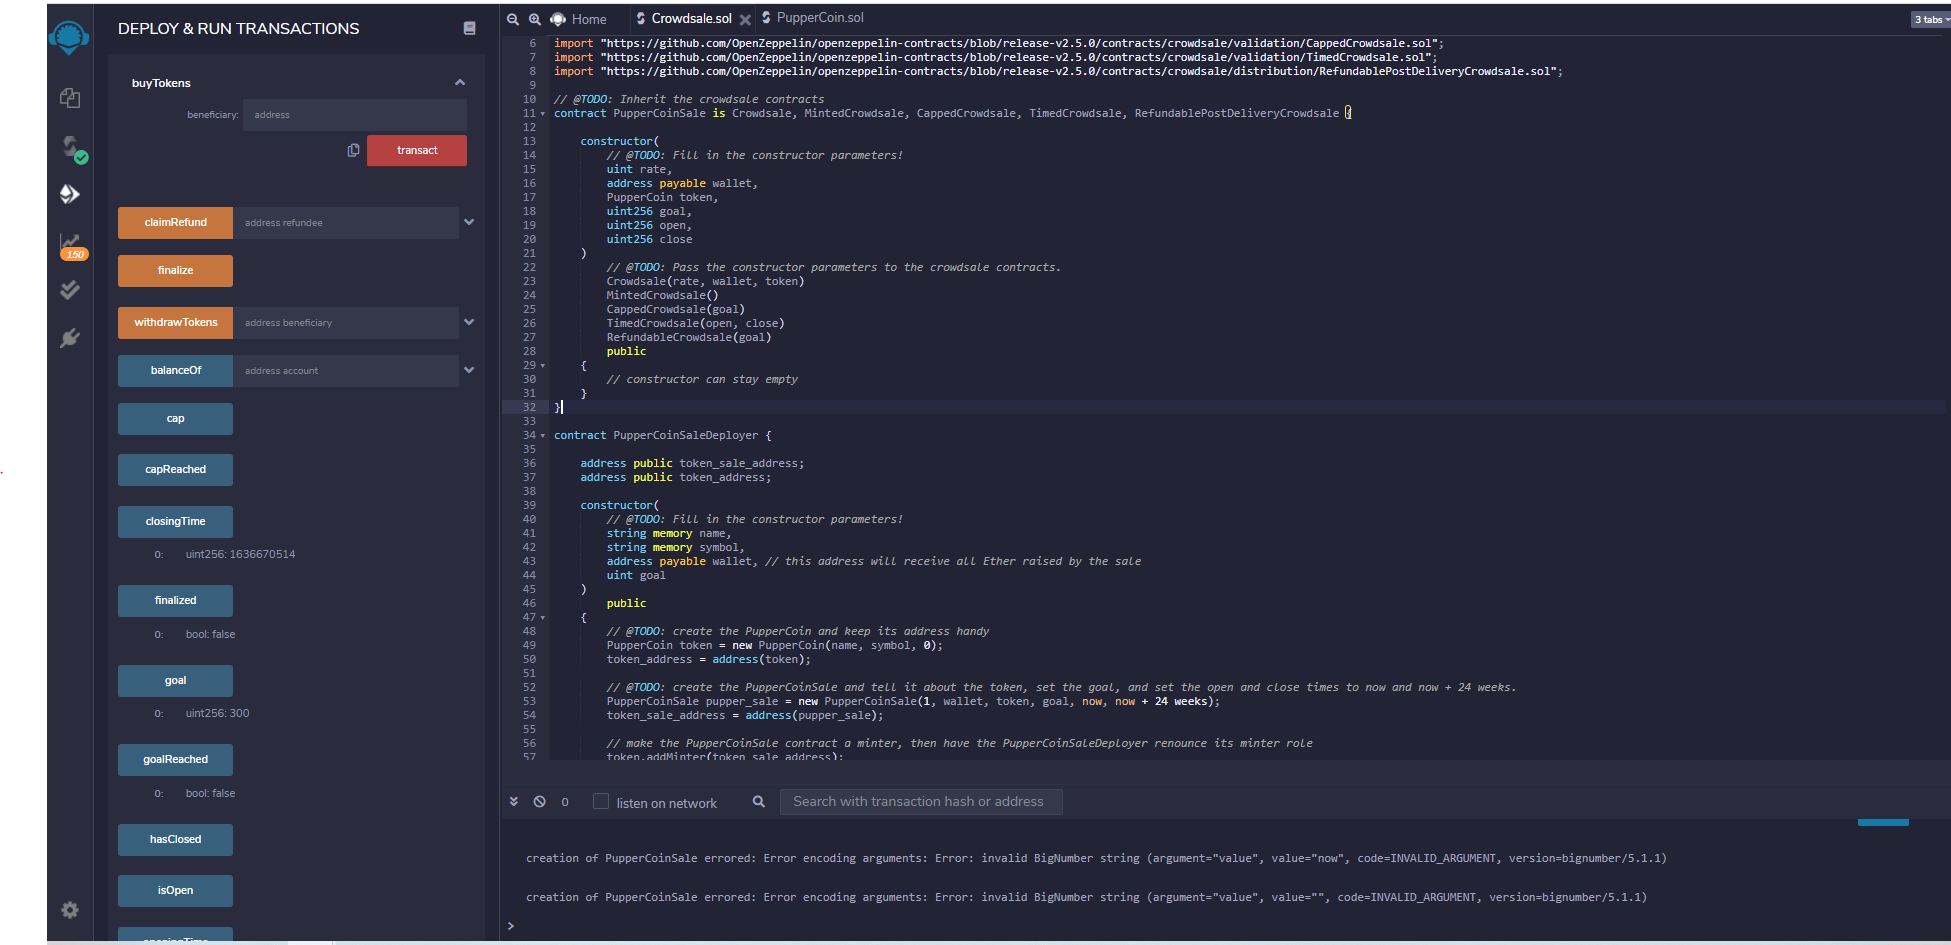 DEPLOY & RUN TRANSACTIONS
buyTokens
beneficiary:
address
transact
claimRefund
address refundee
finalize
withdrawTokens
address beneficiary
balanceOf
address account
cap
capReached
closingTime
0: uint256: 1636670514
finalized
0: bool: false
goal
0: uint256: 300
goalReached
0: bool: false
hasClosed
isOpen
openingTime
150
Home
Crowdsale.sol
PupperCoin.sol
3 tabs
6 import "https://github.com/OpenZeppelin/openzeppelin-contracts/blob/release-v2.5.0/contracts/crowdsale/validation/CappedCrowdsale.sol";
7 import "https://github.com/OpenZeppelin/openzeppelin-contracts/blob/release-v2.5.0/contracts/crowdsale/validation/TimedCrowdsale.sol";
8 import "https://github.com/OpenZeppelin/openzeppelin-contracts/blob/release-v2.5.0/contracts/crowdsale/distribution/RefundablePostDeliveryCrowdsale.sol";
9
10 // @TODO: Inherit the crowdsale contracts
11 contract PupperCoinSale is Crowdsale, MintedCrowdsale, CappedCrowdsale, TimedCrowdsale, RefundablePostDeliveryCrowdsale {
12
13 constructor(
14 // @TODO: Fill in the constructor parameters!
15 uint rate,
16 address payable wallet,
17 PupperCoin token,
18 uint256 goal,
19 uint256 open,
20 uint256 close
21 )
22 // @TODO: Pass the constructor parameters to the crowdsale contracts.
23 Crowdsale(rate, wallet, token)
24 MintedCrowdsale()
25 CappedCrowdsale(goal)
26 TimedCrowdsale(open, close)
27 RefundableCrowdsale(goal)
28 public
29 {
30 // constructor can stay empty
31 }
32 }
33
34 contract PupperCoinSaleDeployer {
35
36 address public token_sale_address;
37 address public token_address;
38
39 constructor(
40 // @TODO: Fill in the constructor parameters!
41 string memory name,
42 string memory symbol,
43 address payable wallet, // this address will receive all Ether raised by the sale
44 uint goal
45 )
46 public
47 {
48 // @TODO: create the PupperCoin and keep its address handy
49 PupperCoin token = new PupperCoin(name, symbol, 0);
50 token_address = address(token);
51
52 // @TODO: create the PupperCoinSale and tell it about the token, set the goal, and set the open and close times to now and now + 24 weeks.
53 PupperCoinSale pupper_sale = new PupperCoinSale(1, wallet, token, goal, now, now + 24 weeks);
54 token_sale_address = address(pupper_sale);
55
56 // make the PupperCoinSale contract a minter, then have the PupperCoinSaleDeployer renounce its minter role
57 token.addMinter(token_sale_address);
0
listen on network
Search with transaction hash or address
creation of PupperCoinSale errored: Error encoding arguments: Error: invalid BigNumber string (argument="value", value="now", code=INVALID_ARGUMENT, version=bignumber/5.1.1)
creation of PupperCoinSale errored: Error encoding arguments: Error: invalid BigNumber string (argument="value", value="", code=INVALID_ARGUMENT, version=bignumber/5.1.1)
>